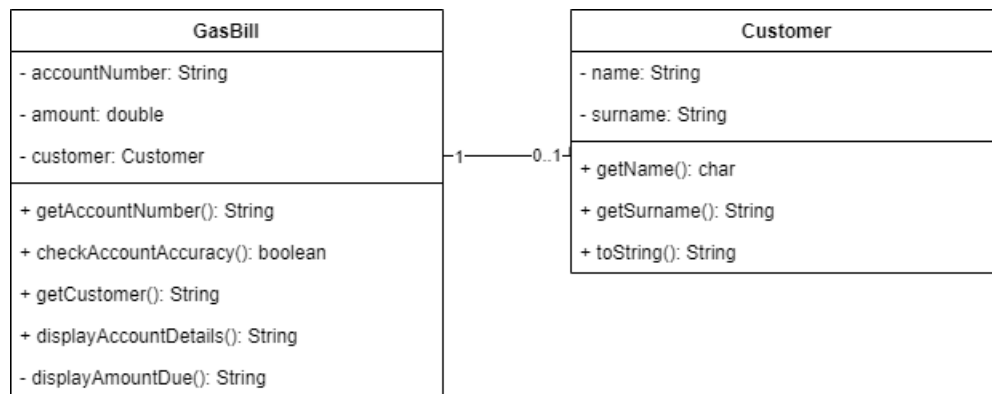 GasBill
- accountNumber: String
- amount: double
- customer: Customer
+ getAccountNumber(): String
+ checkAccountAccuracy(): boolean
+ getCustomer(): String
+ displayAccountDetails(): String
- displayAmountDue(): String
1
0..1
Customer
- name: String
- surname: String
+ getName(): char
+ getSurname(): String
+ toString(): String